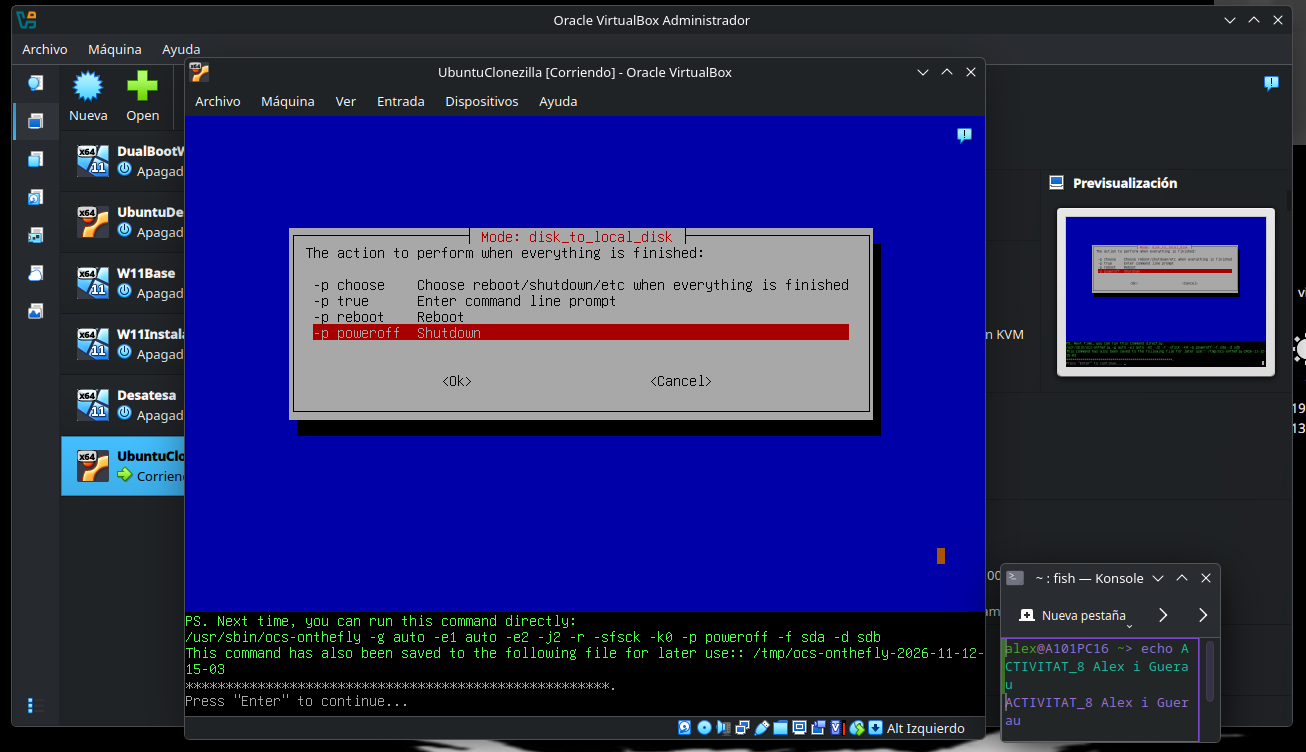 Oracle VirtualBox Administrador
Archivo Máquina Ayuda
Nueva Open
DualBootW
Apagad
UbuntuDe
Apagad
W11Base
Apagad
W11Instala
Apagad
Desatesa
Apagad
UbuntuClo
Corrien
UbuntuClonezilla [Corriendo] - Oracle VirtualBox
Archivo Máquina Ver Entrada Dispositivos Ayuda
Mode: disk_to_local_disk
The action to perform when everything is finished:
-p choose Choose reboot/shutdown/etc when everything is finished
-p true Enter command line prompt
-p reboot Reboot
-p poweroff Shutdown
<Ok> <Cancel>
PS. Next time, you can run this command directly:
/usr/sbin/ocs-onthefly -g auto -e1 auto -e2 -j2 -r -sfsck -k0 -p poweroff -f sda -d sdb
This command has also been saved to the following file for later use:: /tmp/ocs-onthefly-2026-11-12-
15-03
*****************************************************.
Press "Enter" to continue...
Alt Izquierdo
Previsualización
n KVM
~ : fish — Konsole
Nueva pestaña
alex@A101PC16 ~> echo A
CTIVITAT_8 Alex i Guera
u
ACTIVITAT_8 Alex i Guer
au
19
13